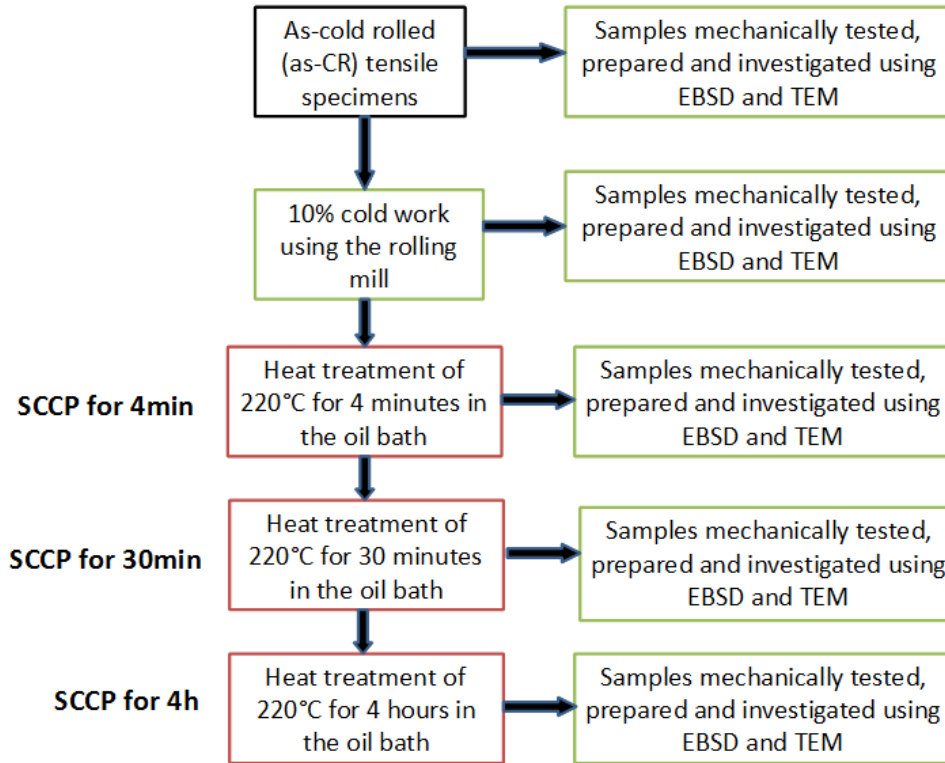 As-cold rolled
(as-CR) tensile
specimens
Samples mechanically tested,
prepared and investigated using
EBSD and TEM
10% cold work
using the rolling
mill
Samples mechanically tested,
prepared and investigated using
EBSD and TEM
SCCP for 4min
Heat treatment of
220°C for 4 minutes in
the oil bath
Samples mechanically tested,
prepared and investigated using
EBSD and TEM
SCCP for 30min
Heat treatment of
220°C for 30 minutes
in the oil bath
Samples mechanically tested,
prepared and investigated using
EBSD and TEM
SCCP for 4h
Heat treatment of
220°C for 4 hours in
the oil bath
Samples mechanically tested,
prepared and investigated using
EBSD and TEM